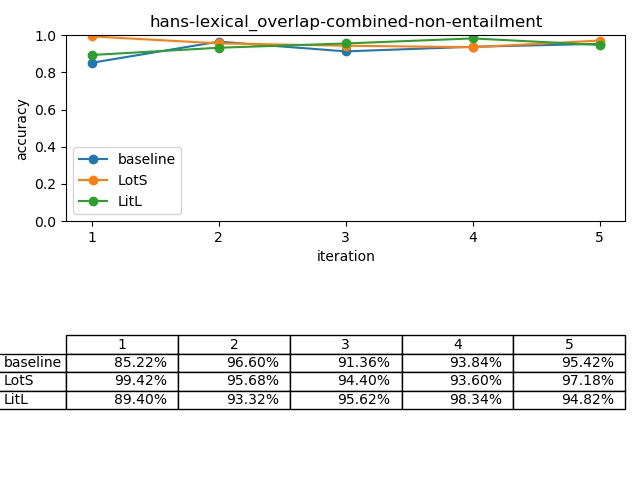 hans-lexical_overlap-combined-non-entailment
1.0
0.8
0.6
0.4
0.2
0.0
accuracy
baseline
LotS
LitL
1 2 3 4 5
iteration
1 2 3 4 5
baseline 85.22% 96.60% 91.36% 93.84% 95.42%
LotS 99.42% 95.68% 94.40% 93.60% 97.18%
LitL 89.40% 93.32% 95.62% 98.34% 94.82%